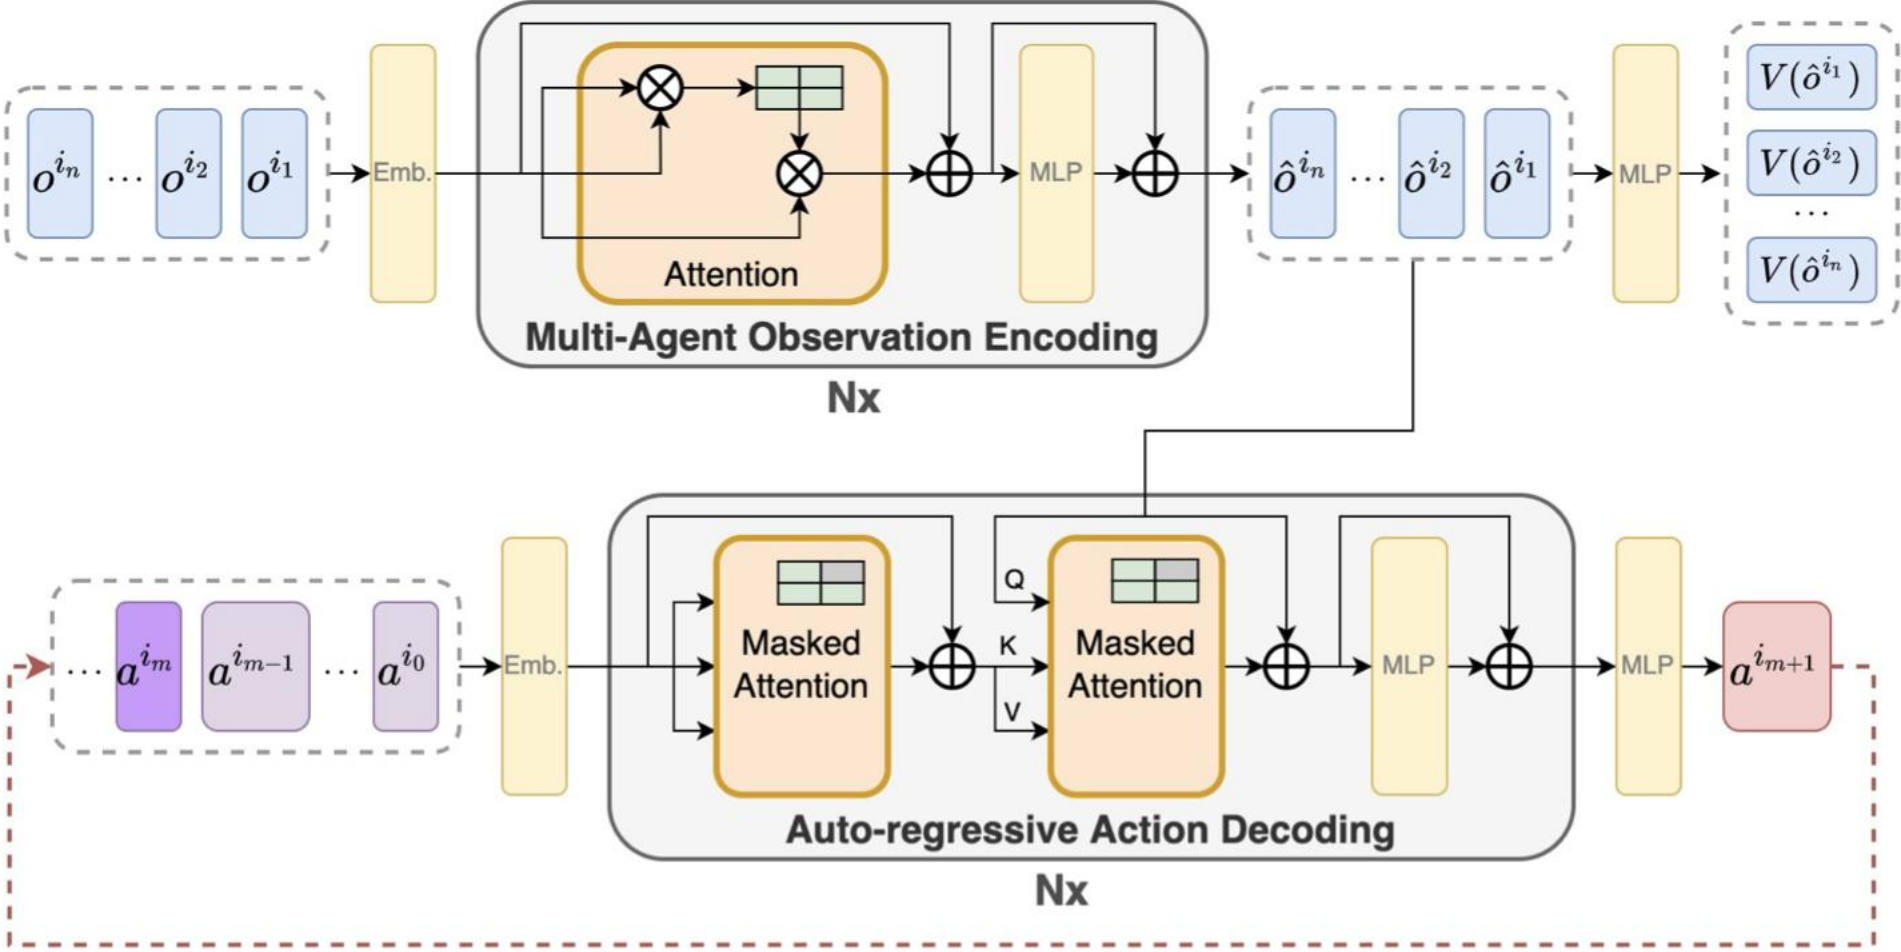 o^{i_n} ... o^{i_2} o^{i_1}
Emb.
Attention
MLP
Multi-Agent Observation Encoding
Nx
ô^{i_n} ... ô^{i_2} ô^{i_1}
MLP
V(ô^{i_1})
V(ô^{i_2})
...
V(ô^{i_n})
... a^{i_m} a^{i_{m-1}} ... a^{i_0}
Emb.
Masked
Attention
Q
K
V
Masked
Attention
MLP
Auto-regressive Action Decoding
Nx
MLP
a^{i_{m+1}}